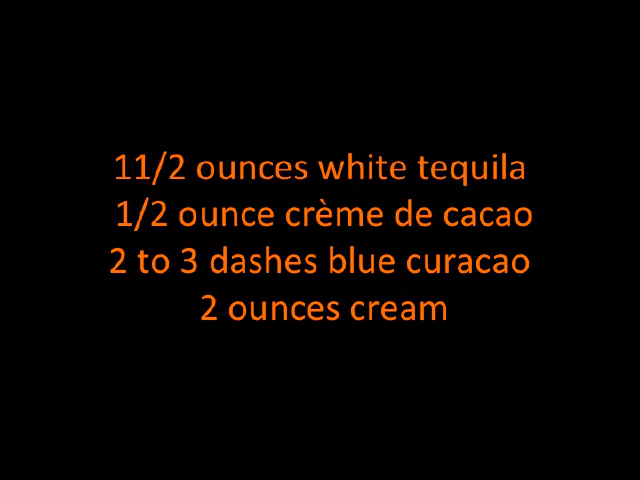 11/2 ounces white tequila
1/2 ounce crème de cacao
2 to 3 dashes blue curacao
2 ounces cream